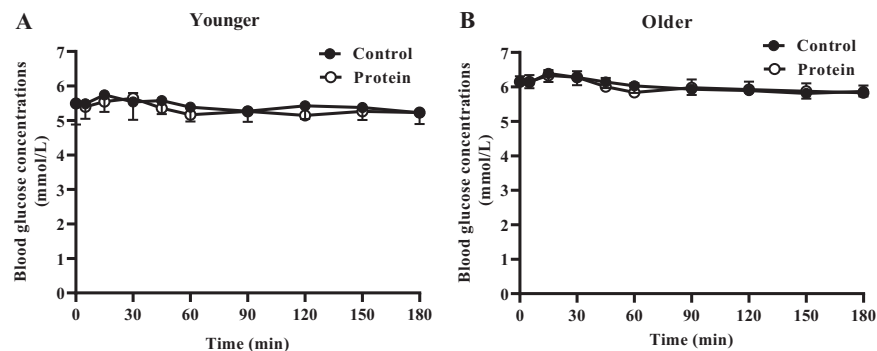 A
Younger
Control
Protein
Blood glucose concentrations
(mmol/L)
7
6
5
4
3
2
1
0
0 30 60 90 120 150 180
Time (min)
B
Older
Control
Protein
Blood glucose concentrations
(mmol/L)
7
6
5
4
3
2
1
0
0 30 60 90 120 150 180
Time (min)